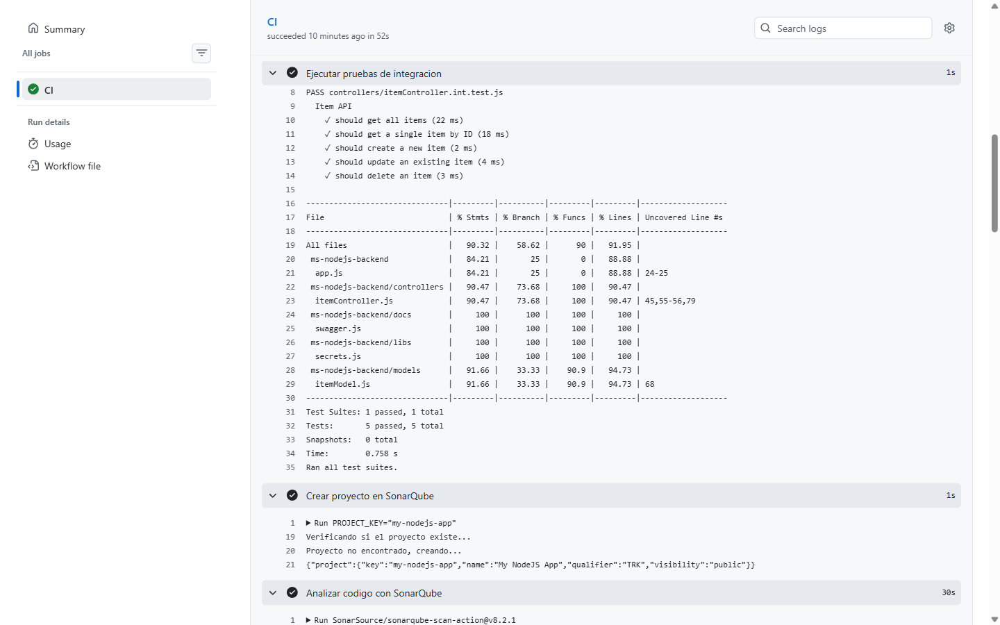 Summary
All jobs
CI
Run details
Usage
Workflow file
CI
succeeded 10 minutes ago in 52s
Search logs
Ejecutar pruebas de integracion 1s
8 PASS controllers/itemController.int.test.js
9 Item API
10 ✓ should get all items (22 ms)
11 ✓ should get a single item by ID (18 ms)
12 ✓ should create a new item (2 ms)
13 ✓ should update an existing item (4 ms)
14 ✓ should delete an item (3 ms)
15
16 -------------------------------|---------|----------|---------|---------|-------------------
17 File                           | % Stmts | % Branch | % Funcs | % Lines | Uncovered Line #s
18 -------------------------------|---------|----------|---------|---------|-------------------
19 All files                      |   90.32 |    58.62 |      90 |   91.95 |
20  ms-nodejs-backend             |   84.21 |       25 |       0 |   88.88 |
21   app.js                       |   84.21 |       25 |       0 |   88.88 | 24-25
22  ms-nodejs-backend/controllers |   90.47 |    73.68 |     100 |   90.47 |
23   itemController.js            |   90.47 |    73.68 |     100 |   90.47 | 45,55-56,79
24  ms-nodejs-backend/docs        |     100 |      100 |     100 |     100 |
25   swagger.js                   |     100 |      100 |     100 |     100 |
26  ms-nodejs-backend/libs        |     100 |      100 |     100 |     100 |
27   secrets.js                   |     100 |      100 |     100 |     100 |
28  ms-nodejs-backend/models      |   91.66 |    33.33 |    90.9 |   94.73 |
29   itemModel.js                 |   91.66 |    33.33 |    90.9 |   94.73 | 68
30 -------------------------------|---------|----------|---------|---------|-------------------
31 Test Suites: 1 passed, 1 total
32 Tests:       5 passed, 5 total
33 Snapshots:   0 total
34 Time:        0.758 s
35 Ran all test suites.
Crear proyecto en SonarQube 1s
1 ▶ Run PROJECT_KEY="my-nodejs-app"
19 Verificando si el proyecto existe...
20 Proyecto no encontrado, creando...
21 {"project":{"key":"my-nodejs-app","name":"My NodeJS App","qualifier":"TRK","visibility":"public"}}
Analizar codigo con SonarQube 30s
1 ▶ Run SonarSource/sonarqube-scan-action@v8.2.1